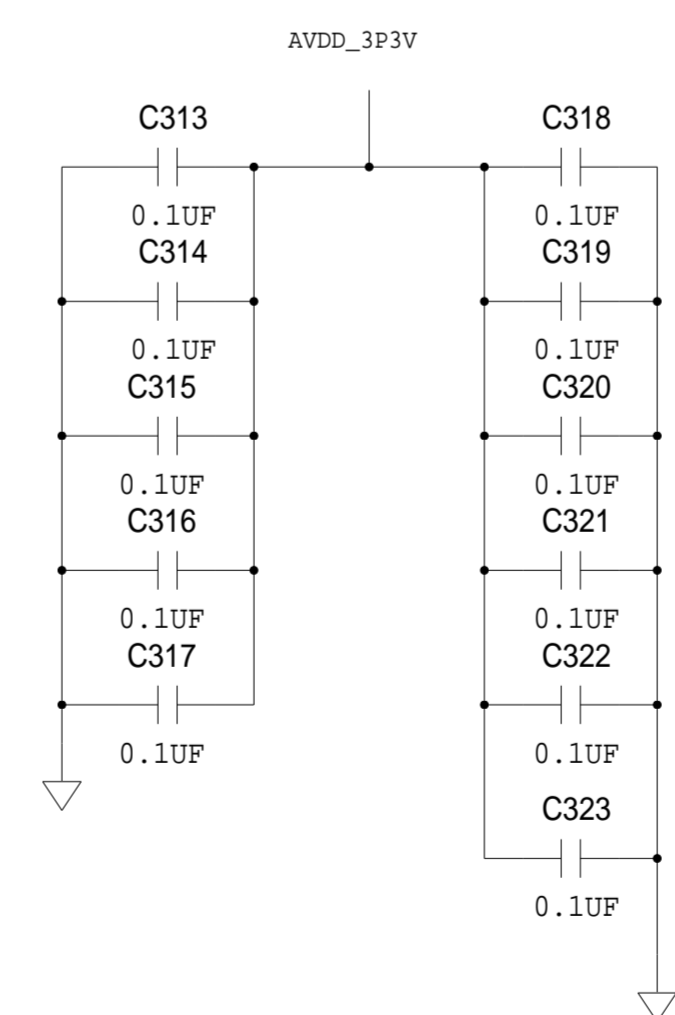 AVDD_3P3V
C313
0.1UF
C314
0.1UF
C315
0.1UF
C316
0.1UF
C317
0.1UF
C318
0.1UF
C319
0.1UF
C320
0.1UF
C321
0.1UF
C322
0.1UF
C323
0.1UF